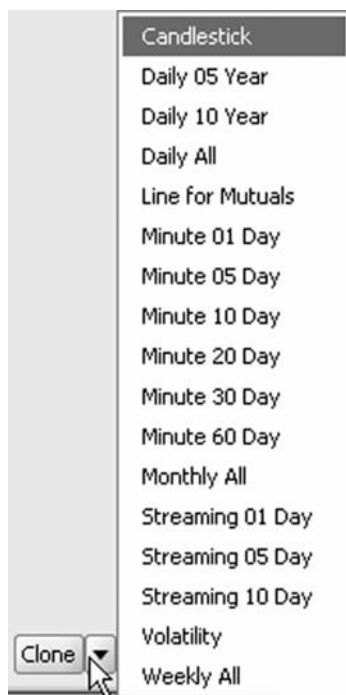 Candlestick
Daily 05 Year
Daily 10 Year
Daily All
Line for Mutuals
Minute 01 Day
Minute 05 Day
Minute 10 Day
Minute 20 Day
Minute 30 Day
Minute 60 Day
Monthly All
Streaming 01 Day
Streaming 05 Day
Streaming 10 Day
Volatility
Weekly All
Clone